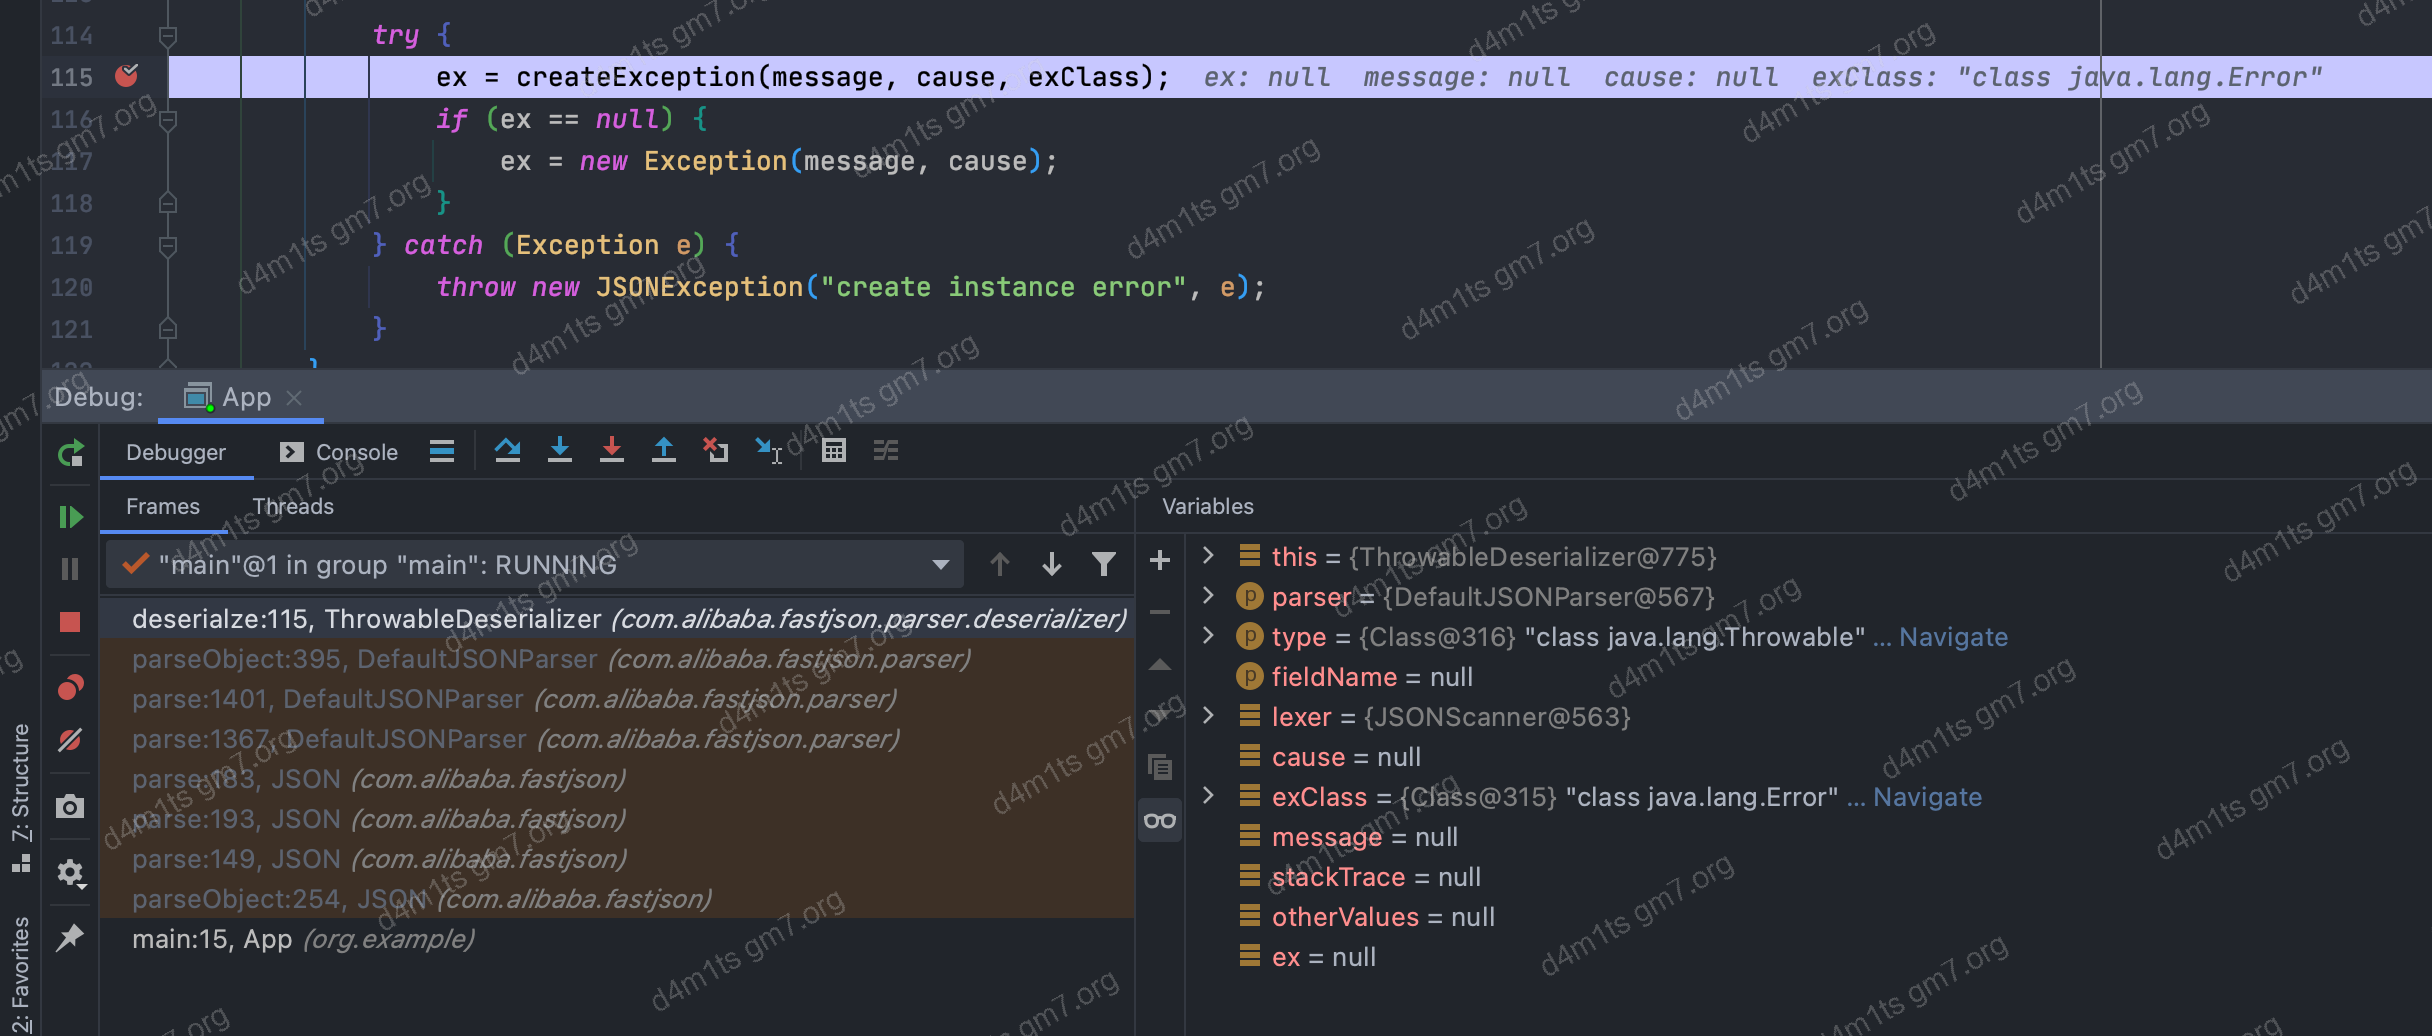 114 try {
115 ex = createException(message, cause, exClass); ex: null message: null cause: null exClass: "class java.lang.Error"
116 if (ex == null) {
117 ex = new Exception(message, cause);
118 }
119 } catch (Exception e) {
120 throw new JSONException("create instance error", e);
121 }
}
Debug: App
Debugger Console
Frames Threads
Variables
"main"@1 in group "main": RUNNING
deserialze:115, ThrowableDeserializer (com.alibaba.fastjson.parser.deserializer)
parseObject:395, DefaultJSONParser (com.alibaba.fastjson.parser)
parse:1401, DefaultJSONParser (com.alibaba.fastjson.parser)
parse:1367, DefaultJSONParser (com.alibaba.fastjson.parser)
parse:183, JSON (com.alibaba.fastjson)
parse:193, JSON (com.alibaba.fastjson)
parse:149, JSON (com.alibaba.fastjson)
parseObject:254, JSON (com.alibaba.fastjson)
main:15, App (org.example)
this = {ThrowableDeserializer@775}
parser = {DefaultJSONParser@567}
type = {Class@316} "class java.lang.Throwable" ... Navigate
fieldName = null
lexer = {JSONScanner@563}
cause = null
exClass = {Class@315} "class java.lang.Error" ... Navigate
message = null
stackTrace = null
otherValues = null
ex = null
7: Structure
2: Favorites
d4m1ts gm7.org